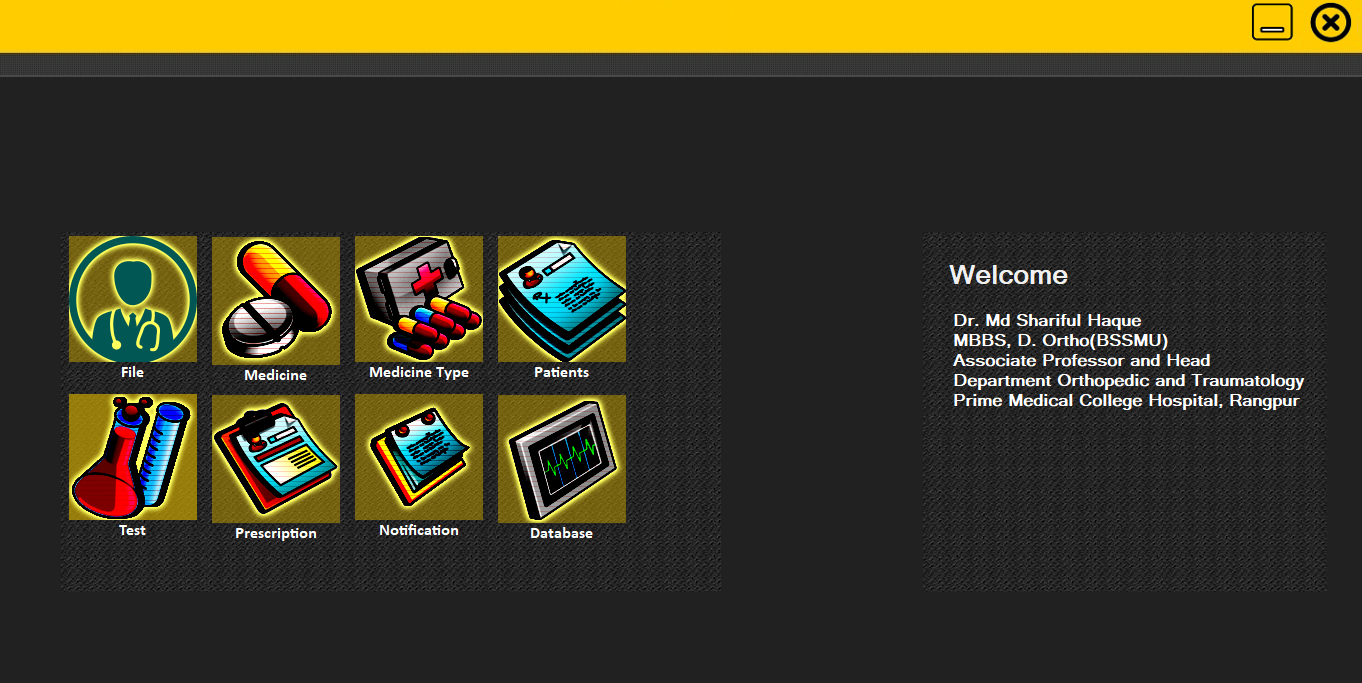 File
Medicine
Medicine Type
Patients
Test
Prescription
Notification
Database
Welcome
Dr. Md Shariful Haque
MBBS, D. Ortho(BSSMU)
Associate Professor and Head
Department Orthopedic and Traumatology
Prime Medical College Hospital, Rangpur